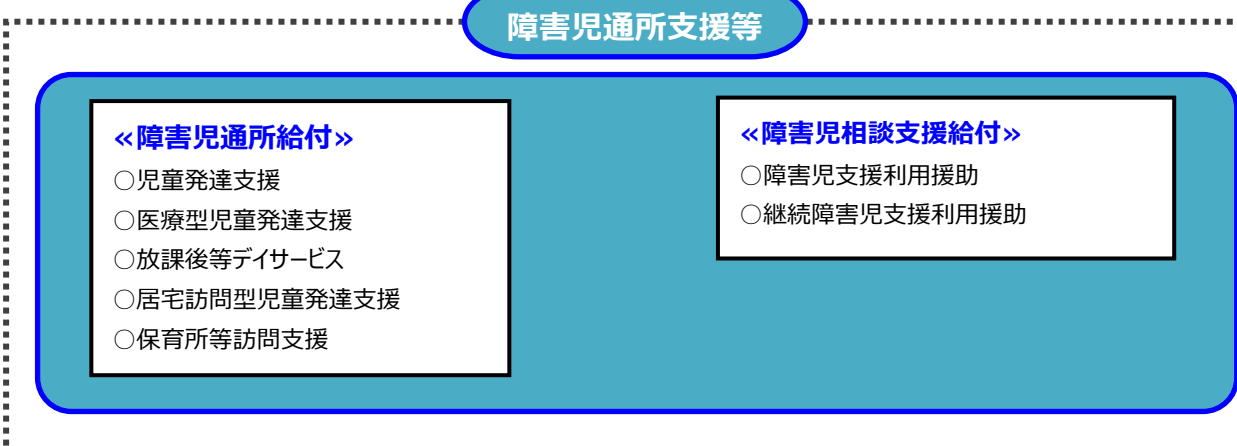 障害児通所支援等
≪障害児通所給付≫
○児童発達支援
○医療型児童発達支援
○放課後等デイサービス
○居宅訪問型児童発達支援
○保育所等訪問支援
≪障害児相談支援給付≫
○障害児支援利用援助
○継続障害児支援利用援助